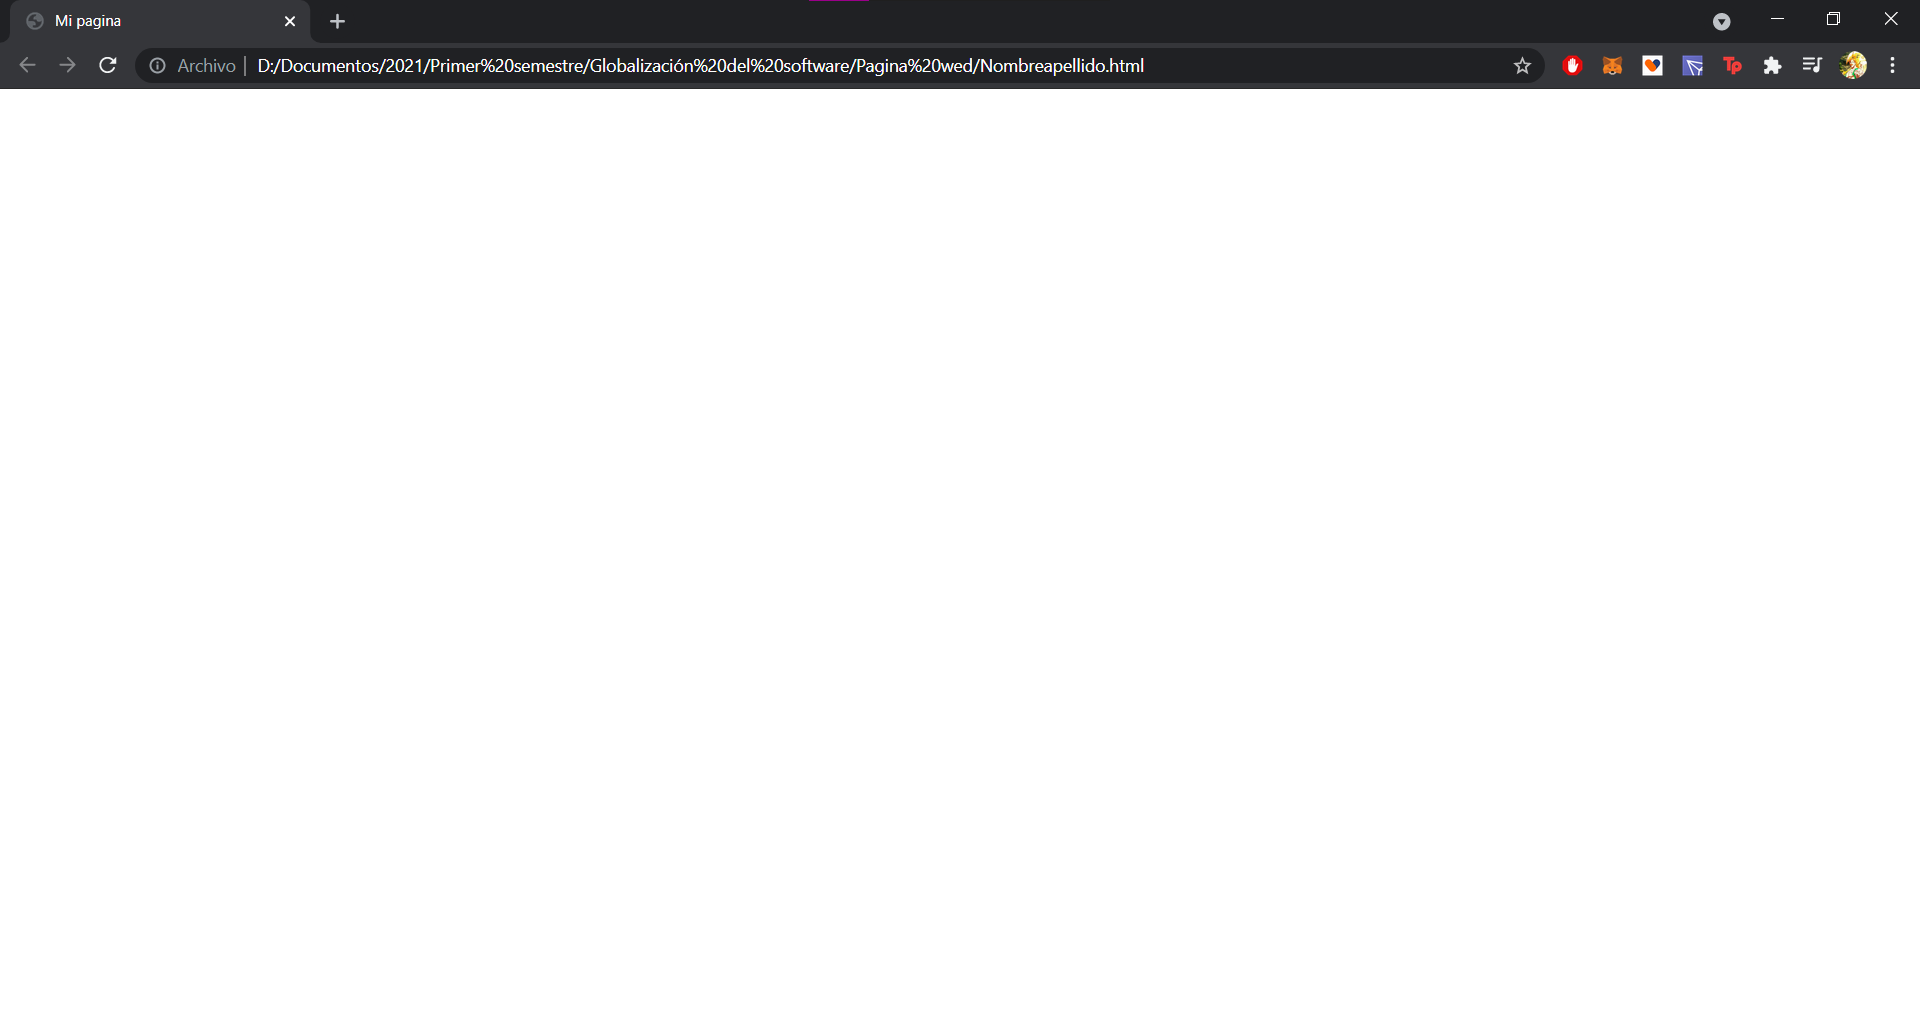 Mi pagina
Archivo | D:/Documentos/2021/Primer%20semestre/Globalización%20del%20software/Pagina%20wed/Nombreapellido.html
Tp